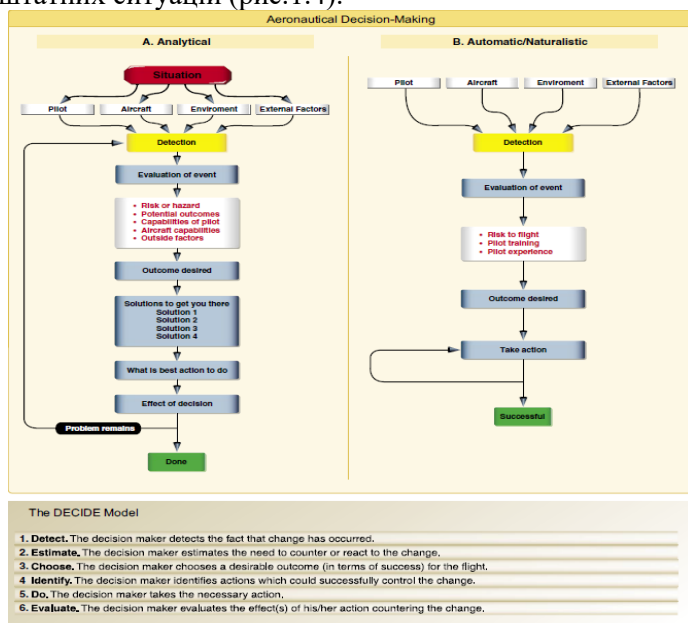 штатних ситуацій (рис.1.4).
Aeronautical Decision-Making
A. Analytical
Situation
Pilot
Aircraft
Enviroment
External Factors
Detection
Evaluation of event
• Risk or hazard
• Potential outcomes
• Capabilities of pilot
• Aircraft capabilities
• Outside factors
Outcome desired
Solutions to get you there
Solution 1
Solution 2
Solution 3
Solution 4
What is best action to do
Effect of decision
Problem remains
Done
B. Automatic/Naturalistic
Pilot
Aircraft
Enviroment
External Factors
Detection
Evaluation of event
• Risk to flight
• Pilot training
• Pilot experience
Outcome desired
Take action
Successful
The DECIDE Model
1. Detect. The decision maker detects the fact that change has occurred.
2. Estimate. The decision maker estimates the need to counter or react to the change.
3. Choose. The decision maker chooses a desirable outcome (in terms of success) for the flight.
4 Identify. The decision maker identifies actions which could successfully control the change.
5. Do. The decision maker takes the necessary action.
6. Evaluate. The decision maker evaluates the effect(s) of his/her action countering the change.